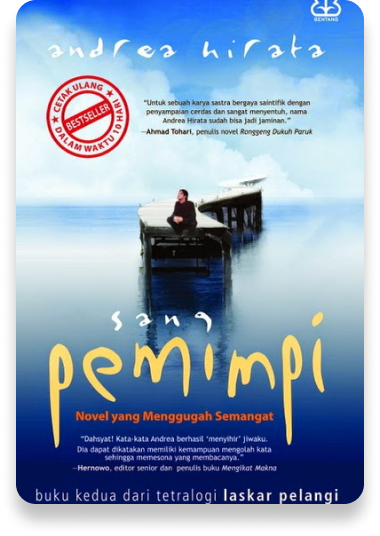 BENTANG
andrea hirata
CETAK ULANG
BESTSELLER
DALAM WAKTU 10 HARI
"Untuk sebuah karya sastra bergaya saintifik dengan
penyampaian cerdas dan sangat menyentuh, nama
Andrea Hirata sudah bisa jadi jaminan."
—Ahmad Tohari, penulis novel Ronggeng Dukuh Paruk
sang
pemimpi
Novel yang Menggugah Semangat
"Dahsyat! Kata-kata Andrea berhasil 'menyihir' jiwaku.
Dia dapat dikatakan memiliki kemampuan mengolah kata
sehingga memesona yang membacanya."
—Hernowo, editor senior dan penulis buku Mengikat Makna
buku kedua dari tetralogi laskar pelangi